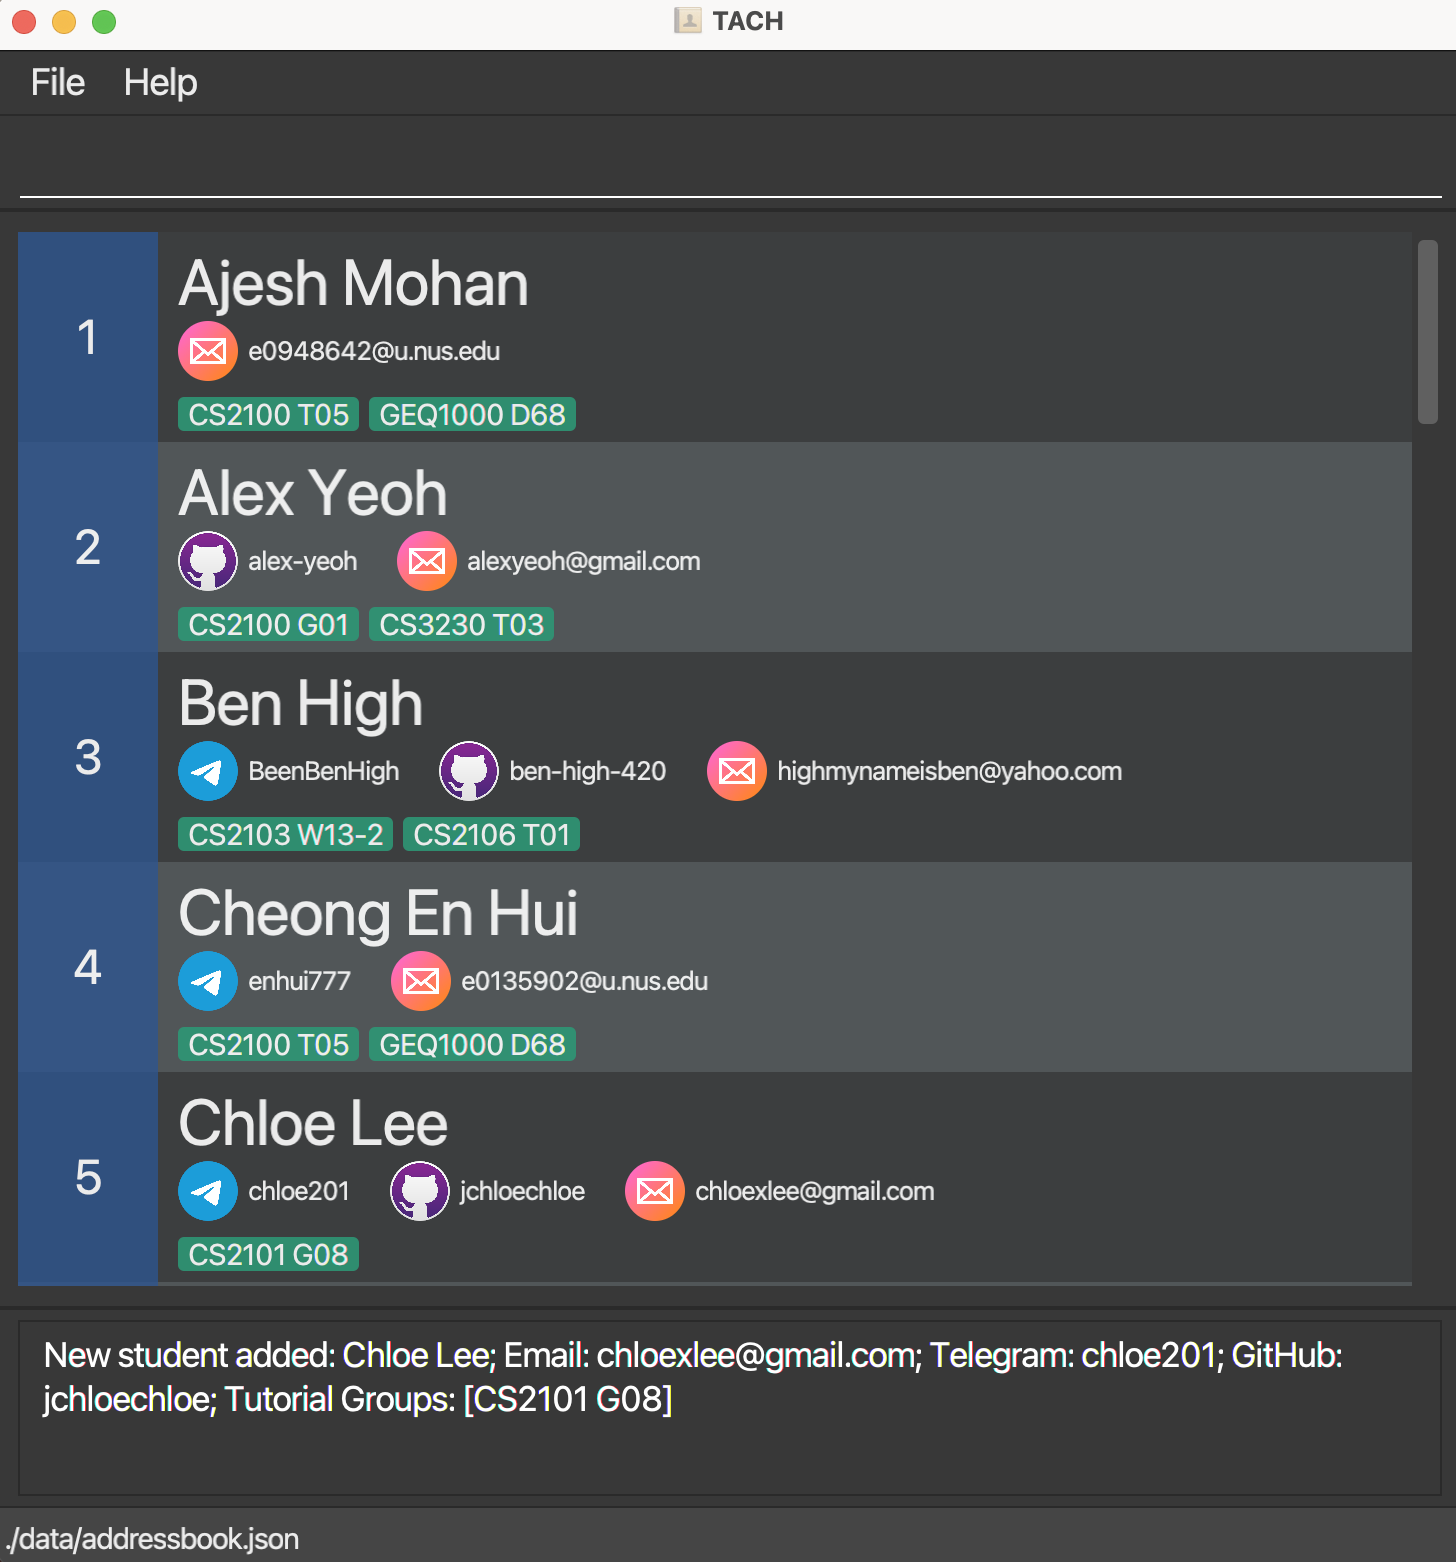 TACH
File Help
1
Ajesh Mohan
e0948642@u.nus.edu
CS2100 T05 GEQ1000 D68
2
Alex Yeoh
alex-yeoh alexyeoh@gmail.com
CS2100 G01 CS3230 T03
3
Ben High
BeenBenHigh ben-high-420 highmynameisben@yahoo.com
CS2103 W13-2 CS2106 T01
4
Cheong En Hui
enhui777 e0135902@u.nus.edu
CS2100 T05 GEQ1000 D68
5
Chloe Lee
chloe201 jchloechloe chloexlee@gmail.com
CS2101 G08
New student added: Chloe Lee; Email: chloexlee@gmail.com; Telegram: chloe201; GitHub:
jchloechloe; Tutorial Groups: [CS2101 G08]
./data/addressbook.json